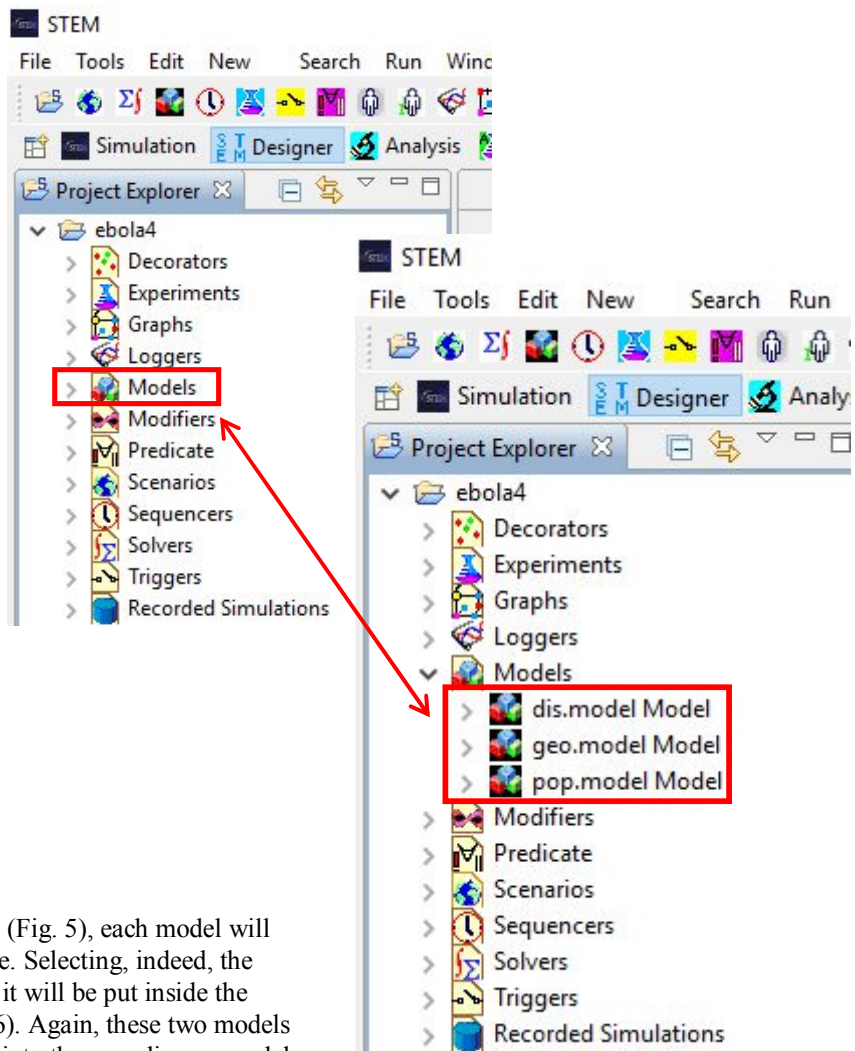 STEM
File Tools Edit New Search Run
Simulation Designer Analysis
Project Explorer
ebola4
Decorators
Experiments
Graphs
Loggers
Models
Modifiers
Predicate
Scenarios
Sequencers
Solvers
Triggers
Recorded Simulations
STEM
File Tools Edit New Search Run
Simulation Designer
Project Explorer
ebola4
Decorators
Experiments
Graphs
Loggers
Models
dis.model Model
geo.model Model
pop.model Model
Modifiers
Predicate
Scenarios
Sequencers
Solvers
Triggers
Recorded Simulations
(Fig. 5), each model will
Selecting, indeed, the
it will be put inside the
Again, these two models